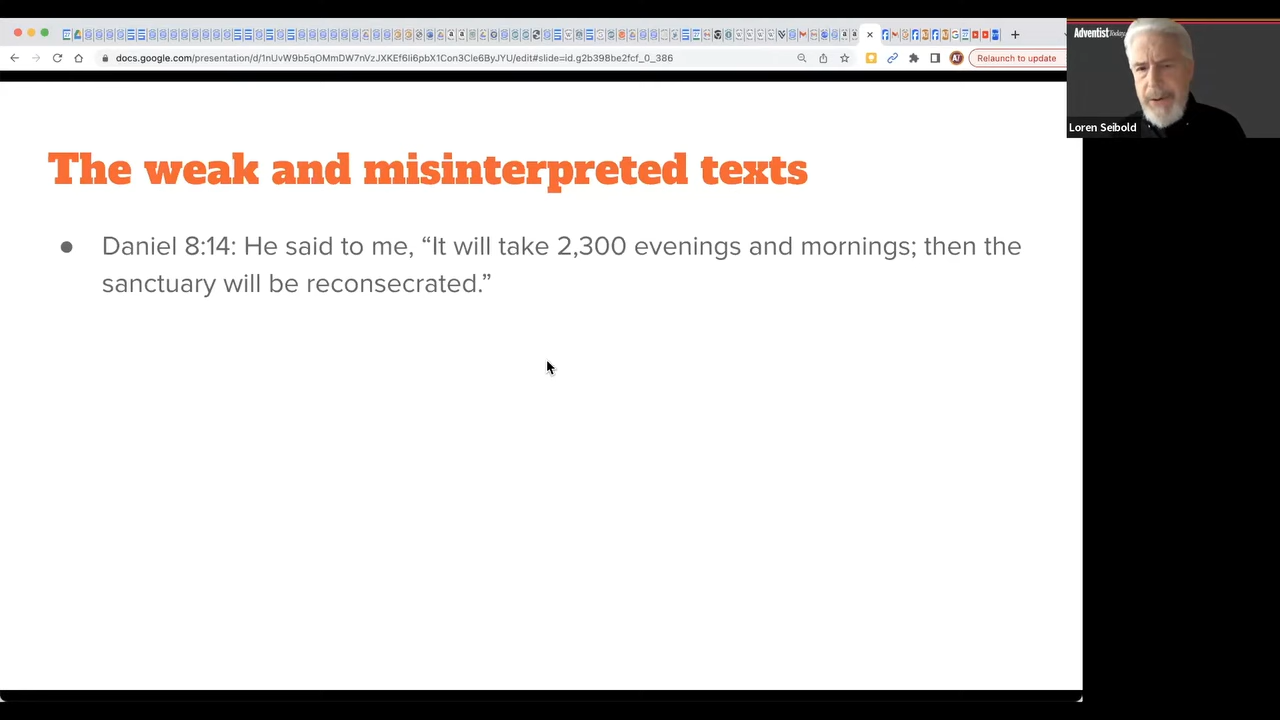 docs.google.com/presentation/d/1nUvW9b5qOMmDW7nVzJXKEf6Ii6pbX1Con3Cle6ByJYU/edit#slide=id.g2b398be2fcf_0_386
Relaunch to update
Adventist Today
Loren Seibold
The weak and misinterpreted texts
● Daniel 8:14: He said to me, “It will take 2,300 evenings and mornings; then the
sanctuary will be reconsecrated.”